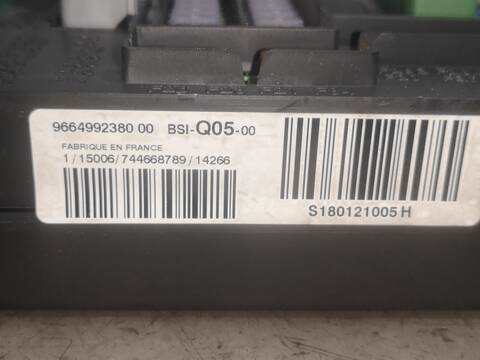 9664992380 00 BSI-Q05-00
FABRIQUE EN FRANCE
1/15006/744668789/14266
S180121005 H